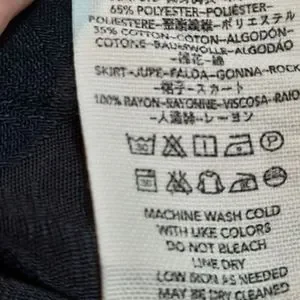 65% POLYESTER-POLIESTER-
POLYESTER-聚酯纖維-ポリエステル
35% COTTON-COTON-ALGODÓN-
COTONE-BAUMWOLLE-ALGODÃO
-棉花-綿
SKIRT-JUPE-FALDA-GONNA-ROCK
-裙子-スカート
100% RAYON-RAYONNE-VISCOSA-RAIO
-人造絲-レーヨン
MACHINE WASH COLD
WITH LIKE COLORS
DO NOT BLEACH
LINE DRY
LOW IRON AS NEEDED
MAY BE DRY CLEANED